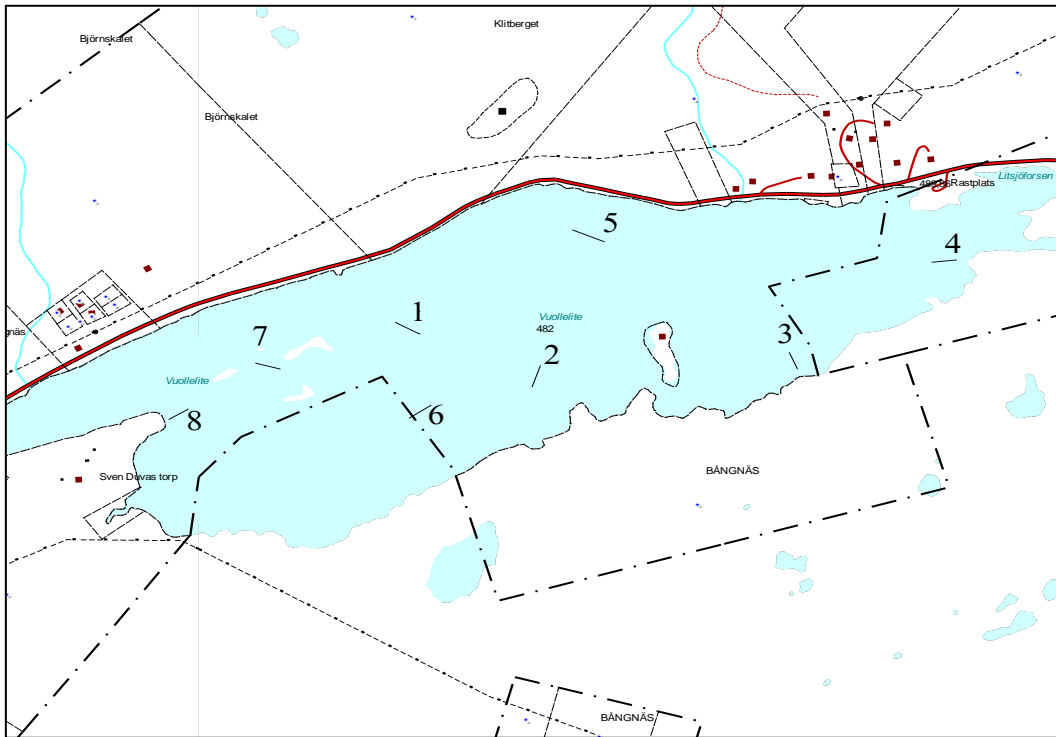 Klitberget
Björnskalet
Björnskalet
Litsjöforsen
Rastplats
5
4
1
Vuollelite
482
7
3
2
Vuollelite
8
6
BÅNGNÄS
Sven Duvas torp
BÅNGNÄS